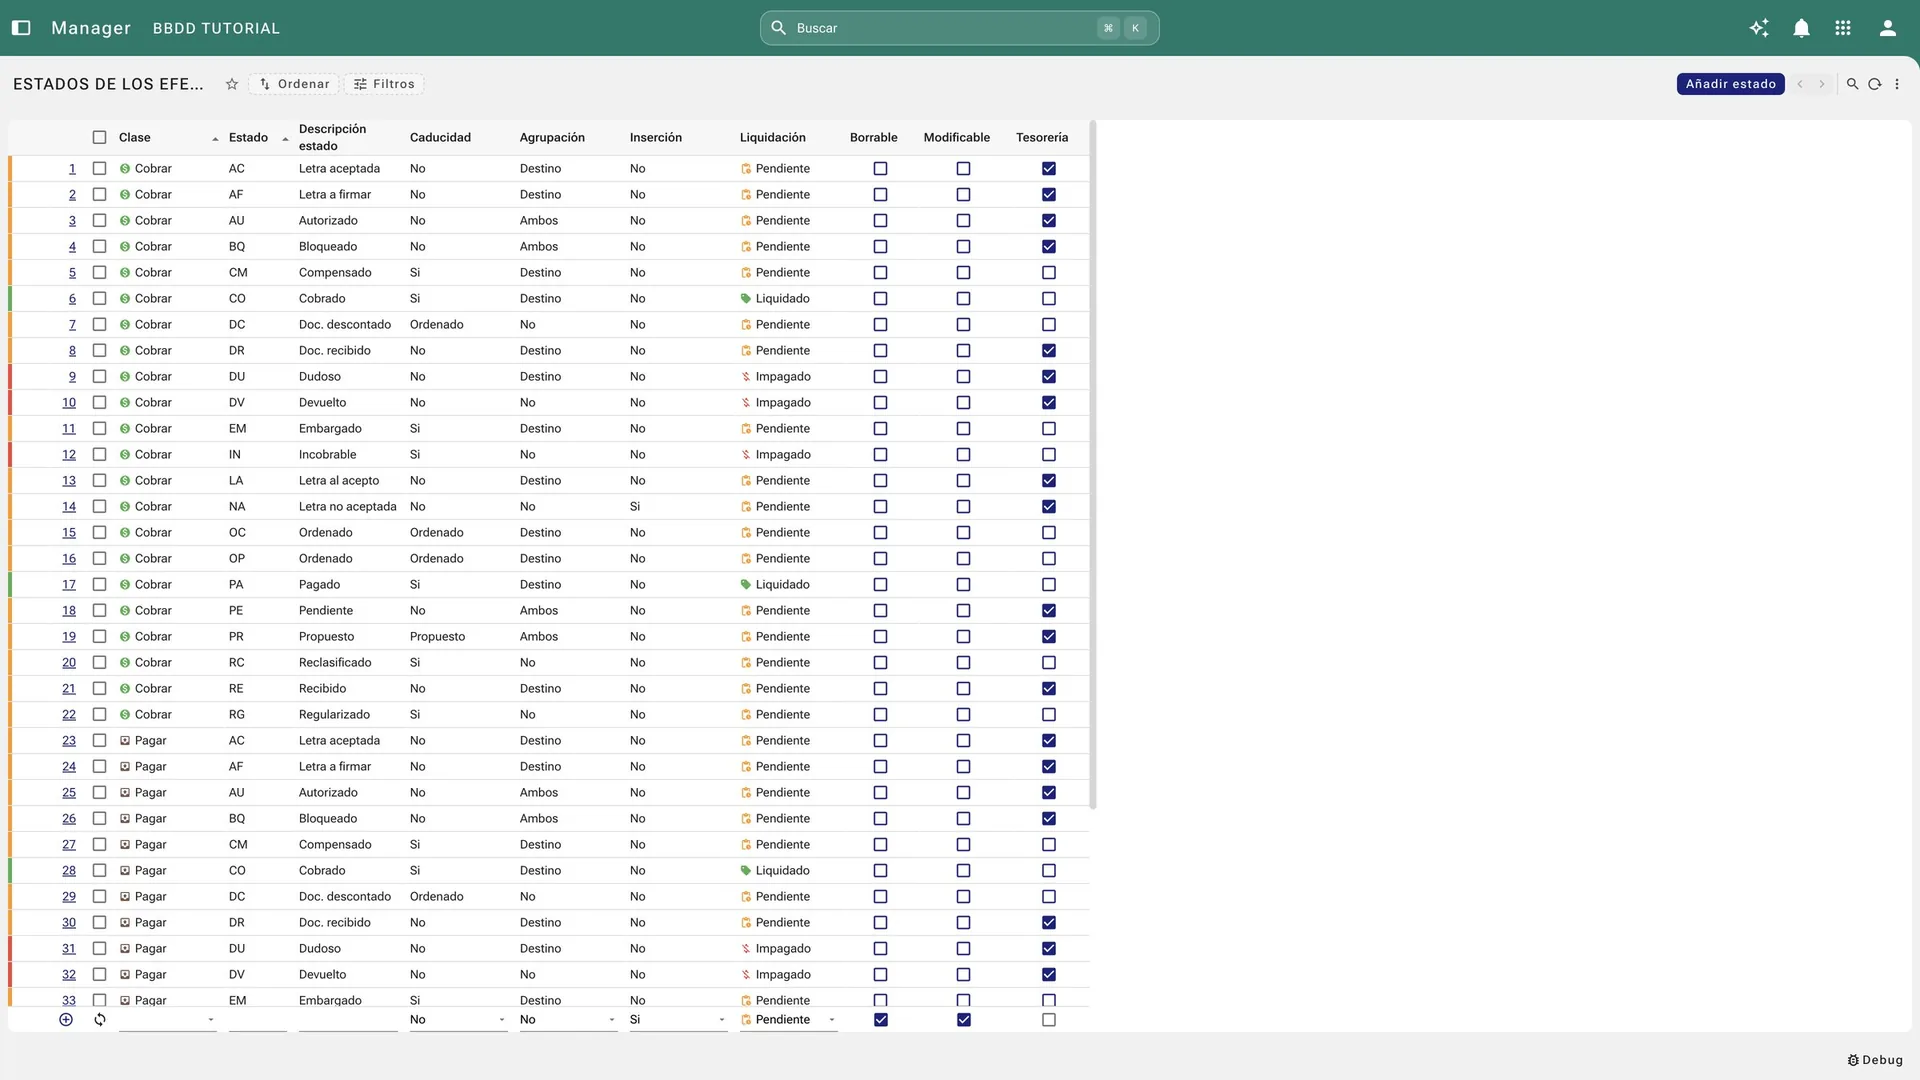 Manager BBDD TUTORIAL Buscar ⌘ K
ESTADOS DE LOS EFE... Ordenar Filtros Añadir estado
Clase Estado Descripción estado Caducidad Agrupación Inserción Liquidación Borrable Modificable Tesorería
1 Cobrar AC Letra aceptada No Destino No Pendiente
2 Cobrar AF Letra a firmar No Destino No Pendiente
3 Cobrar AU Autorizado No Ambos No Pendiente
4 Cobrar BQ Bloqueado No Ambos No Pendiente
5 Cobrar CM Compensado Si Destino No Pendiente
6 Cobrar CO Cobrado Si Destino No Liquidado
7 Cobrar DC Doc. descontado Ordenado No No Pendiente
8 Cobrar DR Doc. recibido No Destino No Pendiente
9 Cobrar DU Dudoso No Destino No Impagado
10 Cobrar DV Devuelto No No No Impagado
11 Cobrar EM Embargado Si Destino No Pendiente
12 Cobrar IN Incobrable Si No No Impagado
13 Cobrar LA Letra al acepto No Destino No Pendiente
14 Cobrar NA Letra no aceptada No No Si Pendiente
15 Cobrar OC Ordenado Ordenado Destino No Pendiente
16 Cobrar OP Ordenado Ordenado Destino No Pendiente
17 Cobrar PA Pagado Si Destino No Liquidado
18 Cobrar PE Pendiente No Ambos No Pendiente
19 Cobrar PR Propuesto Propuesto Ambos No Pendiente
20 Cobrar RC Reclasificado Si No No Pendiente
21 Cobrar RE Recibido No Destino No Pendiente
22 Cobrar RG Regularizado Si No No Pendiente
23 Pagar AC Letra aceptada No Destino No Pendiente
24 Pagar AF Letra a firmar No Destino No Pendiente
25 Pagar AU Autorizado No Ambos No Pendiente
26 Pagar BQ Bloqueado No Ambos No Pendiente
27 Pagar CM Compensado Si Destino No Pendiente
28 Pagar CO Cobrado Si Destino No Liquidado
29 Pagar DC Doc. descontado Ordenado No No Pendiente
30 Pagar DR Doc. recibido No Destino No Pendiente
31 Pagar DU Dudoso No Destino No Impagado
32 Pagar DV Devuelto No No No Impagado
33 Pagar EM Embargado Si Destino No Pendiente
No No Si Pendiente
Debug